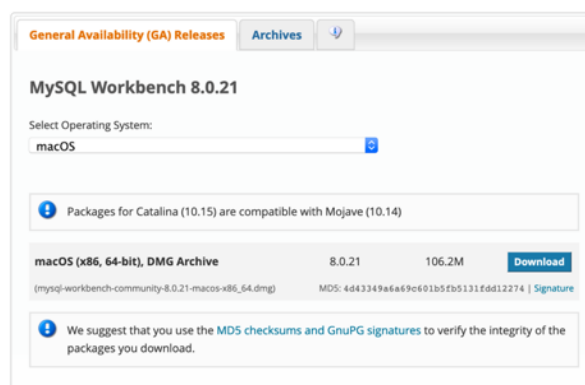 General Availability (GA) Releases
Archives
MySQL Workbench 8.0.21
Select Operating System:
macOS
Packages for Catalina (10.15) are compatible with Mojave (10.14)
macOS (x86, 64-bit), DMG Archive 8.0.21 106.2M Download
(mysql-workbench-community-8.0.21-macos-x86_64.dmg) MD5: 4d43349a6a69c601b5fb5131fdd12274 | Signature
We suggest that you use the MD5 checksums and GnuPG signatures to verify the integrity of the
packages you download.